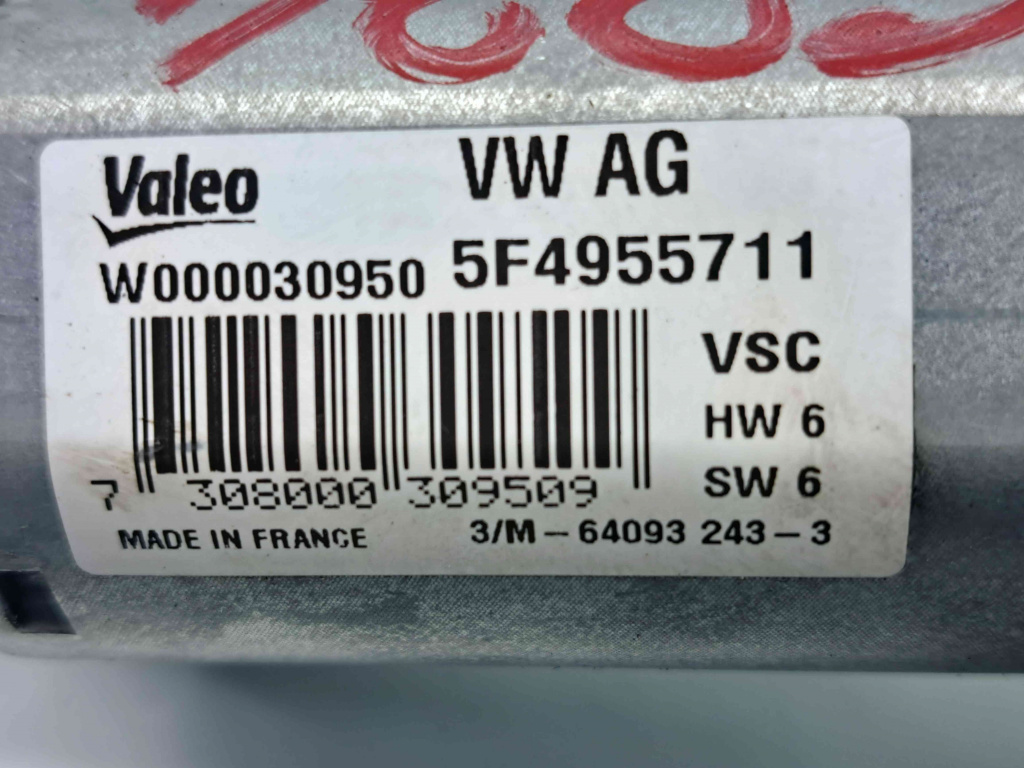 Valeo
VW AG
W000030950
5F4955711
VSC
HW 6
SW 6
7 308000 309509
MADE IN FRANCE
3/M-64093 243-3